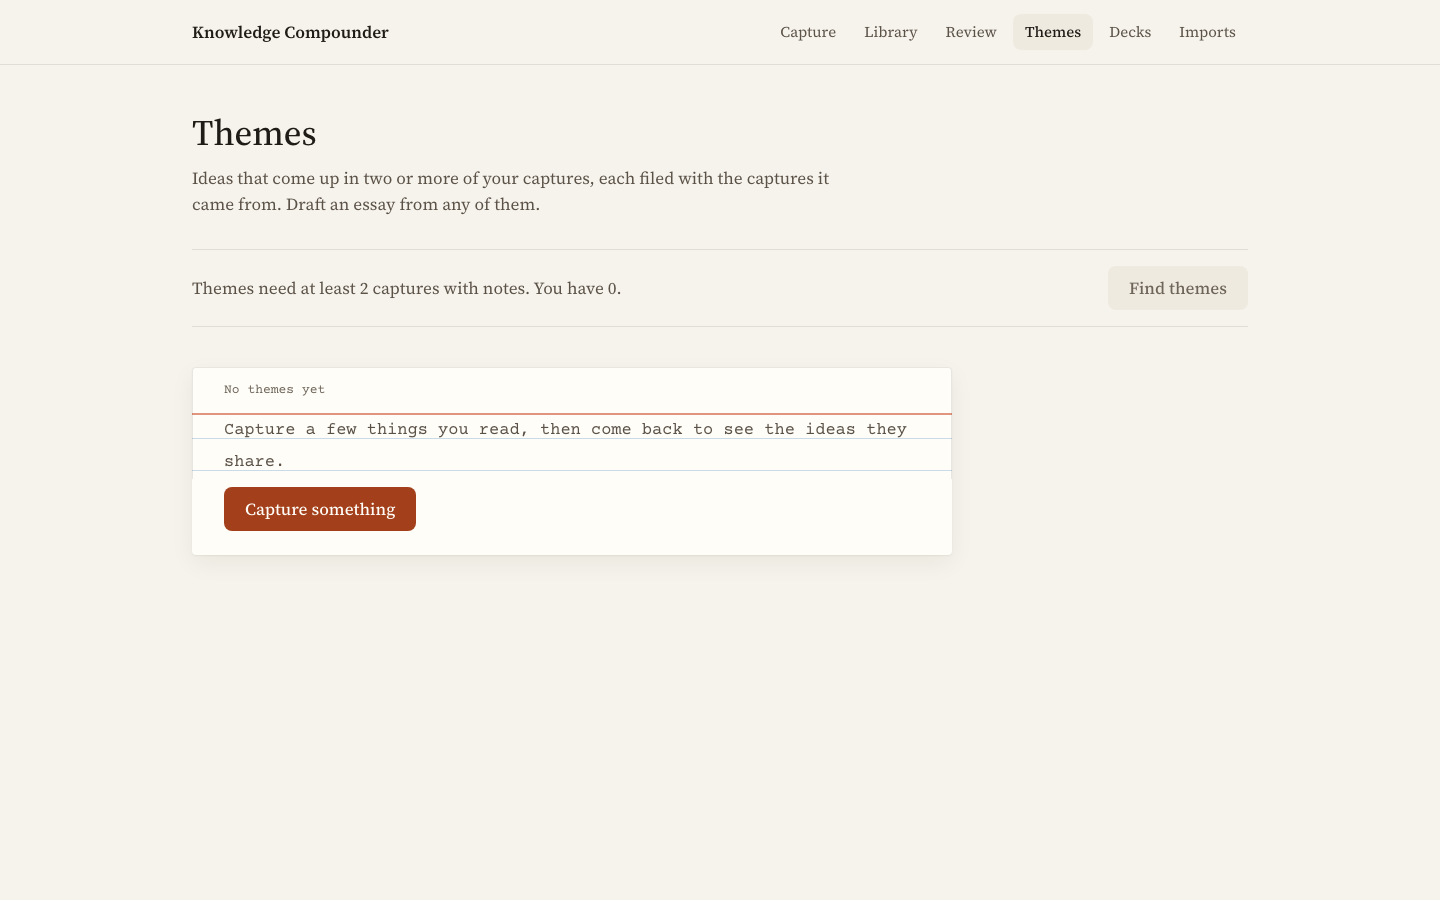 Knowledge Compounder
Capture
Library
Review
Themes
Decks
Imports
Themes
Ideas that come up in two or more of your captures, each filed with the captures it
came from. Draft an essay from any of them.
Themes need at least 2 captures with notes. You have 0.
Find themes
No themes yet
Capture a few things you read, then come back to see the ideas they
share.
Capture something